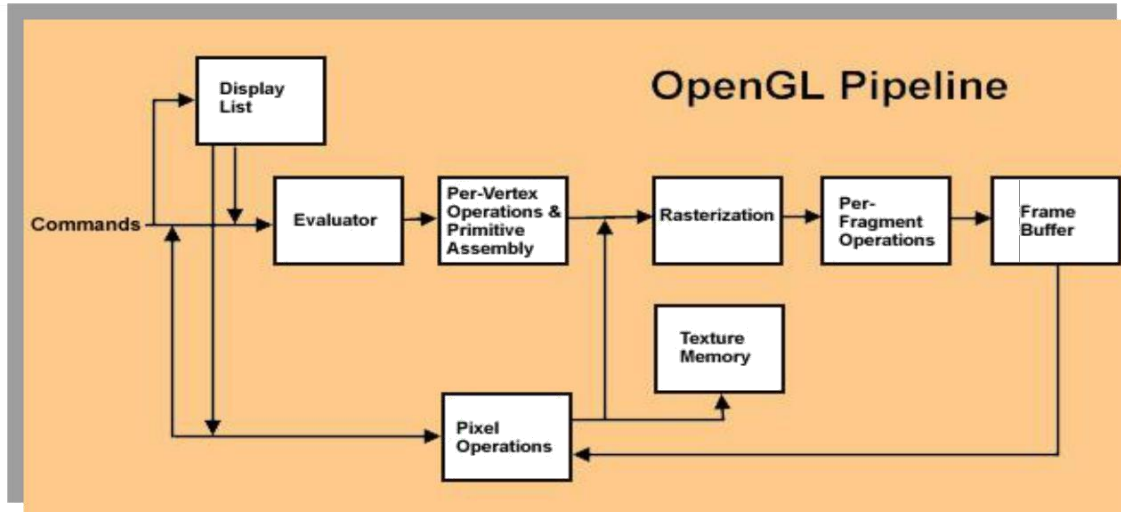 OpenGL Pipeline
Display
List
Commands
Evaluator
Per-Vertex
Operations &
Primitive
Assembly
Rasterization
Per-
Fragment
Operations
Frame
Buffer
Texture
Memory
Pixel
Operations